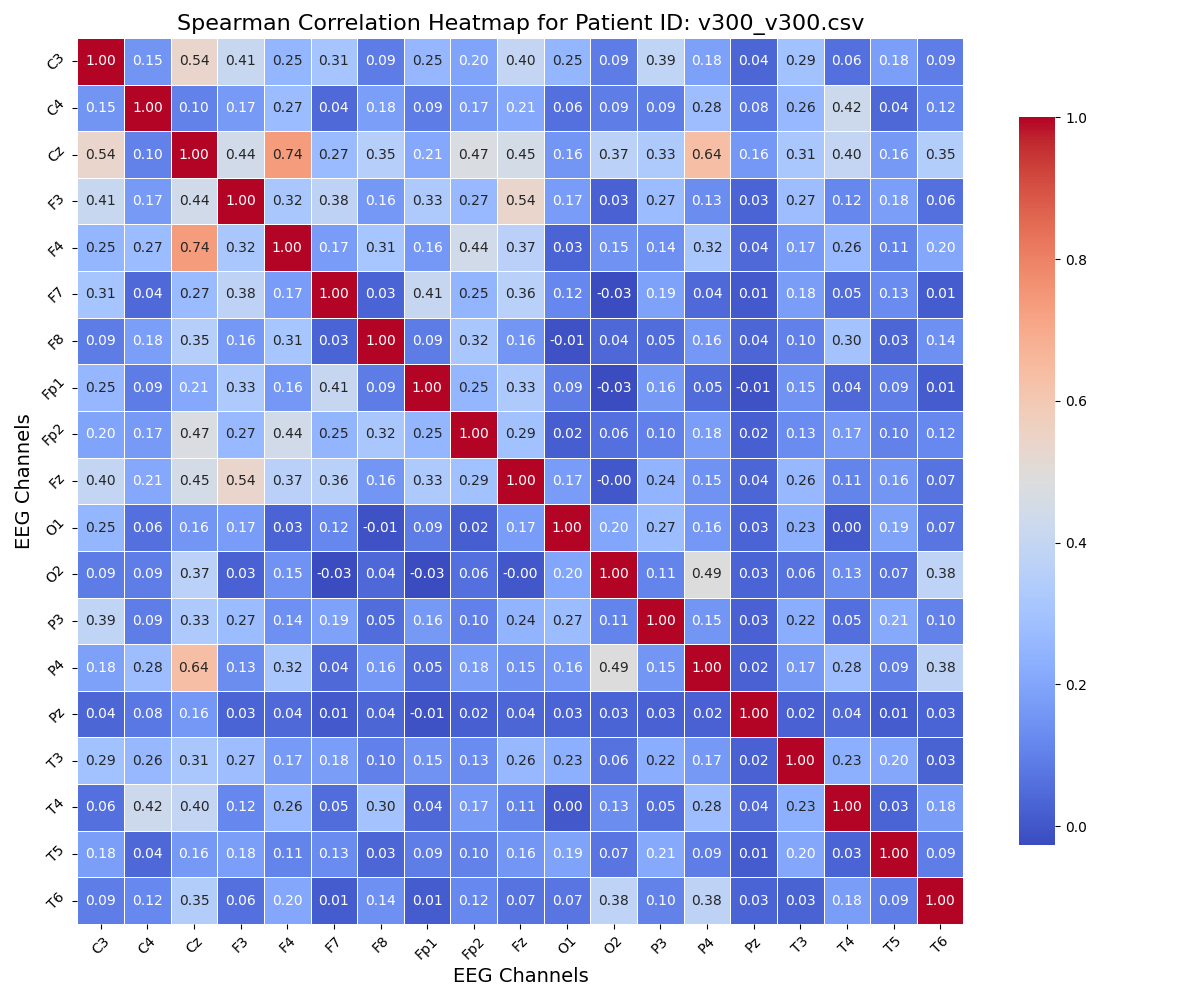 Spearman Correlation Heatmap for Patient ID: v300_v300.csv
C3 1.00 0.15 0.54 0.41 0.25 0.31 0.09 0.25 0.20 0.40 0.25 0.09 0.39 0.18 0.04 0.29 0.06 0.18 0.09
C4 0.15 1.00 0.10 0.17 0.27 0.04 0.18 0.09 0.17 0.21 0.06 0.09 0.09 0.28 0.08 0.26 0.42 0.04 0.12
Cz 0.54 0.10 1.00 0.44 0.74 0.27 0.35 0.21 0.47 0.45 0.16 0.37 0.33 0.64 0.16 0.31 0.40 0.16 0.35
F3 0.41 0.17 0.44 1.00 0.32 0.38 0.16 0.33 0.27 0.54 0.17 0.03 0.27 0.13 0.03 0.27 0.12 0.18 0.06
F4 0.25 0.27 0.74 0.32 1.00 0.17 0.31 0.16 0.44 0.37 0.03 0.15 0.14 0.32 0.04 0.17 0.26 0.11 0.20
F7 0.31 0.04 0.27 0.38 0.17 1.00 0.03 0.41 0.25 0.36 0.12 -0.03 0.19 0.04 0.01 0.18 0.05 0.13 0.01
F8 0.09 0.18 0.35 0.16 0.31 0.03 1.00 0.09 0.32 0.16 -0.01 0.04 0.05 0.16 0.04 0.10 0.30 0.03 0.14
Fp1 0.25 0.09 0.21 0.33 0.16 0.41 0.09 1.00 0.25 0.33 0.09 -0.03 0.16 0.05 -0.01 0.15 0.04 0.09 0.01
Fp2 0.20 0.17 0.47 0.27 0.44 0.25 0.32 0.25 1.00 0.29 0.02 0.06 0.10 0.18 0.02 0.13 0.17 0.10 0.12
Fz 0.40 0.21 0.45 0.54 0.37 0.36 0.16 0.33 0.29 1.00 0.17 -0.00 0.24 0.15 0.04 0.26 0.11 0.16 0.07
O1 0.25 0.06 0.16 0.17 0.03 0.12 -0.01 0.09 0.02 0.17 1.00 0.20 0.27 0.16 0.03 0.23 0.00 0.19 0.07
O2 0.09 0.09 0.37 0.03 0.15 -0.03 0.04 -0.03 0.06 -0.00 0.20 1.00 0.11 0.49 0.03 0.06 0.13 0.07 0.38
P3 0.39 0.09 0.33 0.27 0.14 0.19 0.05 0.16 0.10 0.24 0.27 0.11 1.00 0.15 0.03 0.22 0.05 0.21 0.10
P4 0.18 0.28 0.64 0.13 0.32 0.04 0.16 0.05 0.18 0.15 0.16 0.49 0.15 1.00 0.02 0.17 0.28 0.09 0.38
Pz 0.04 0.08 0.16 0.03 0.04 0.01 0.04 -0.01 0.02 0.04 0.03 0.03 0.03 0.02 1.00 0.02 0.04 0.01 0.03
T3 0.29 0.26 0.31 0.27 0.17 0.18 0.10 0.15 0.13 0.26 0.23 0.06 0.22 0.17 0.02 1.00 0.23 0.20 0.03
T4 0.06 0.42 0.40 0.12 0.26 0.05 0.30 0.04 0.17 0.11 0.00 0.13 0.05 0.28 0.04 0.23 1.00 0.03 0.18
T5 0.18 0.04 0.16 0.18 0.11 0.13 0.03 0.09 0.10 0.16 0.19 0.07 0.21 0.09 0.01 0.20 0.03 1.00 0.09
T6 0.09 0.12 0.35 0.06 0.20 0.01 0.14 0.01 0.12 0.07 0.07 0.38 0.10 0.38 0.03 0.03 0.18 0.09 1.00
C3 C4 Cz F3 F4 F7 F8 Fp1 Fp2 Fz O1 O2 P3 P4 Pz T3 T4 T5 T6
EEG Channels
EEG Channels
1.0
0.8
0.6
0.4
0.2
0.0